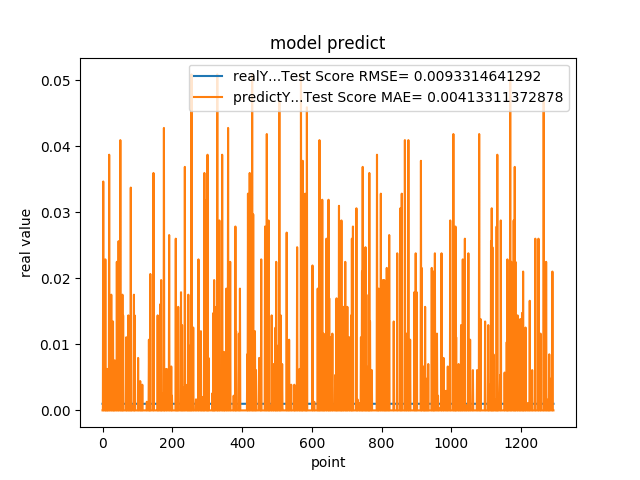 model predict
realY...Test Score RMSE= 0.0093314641292
predictY...Test Score MAE= 0.00413311372878
0.05
0.04
0.03
0.02
0.01
0.00
real value
0 200 400 600 800 1000 1200
point